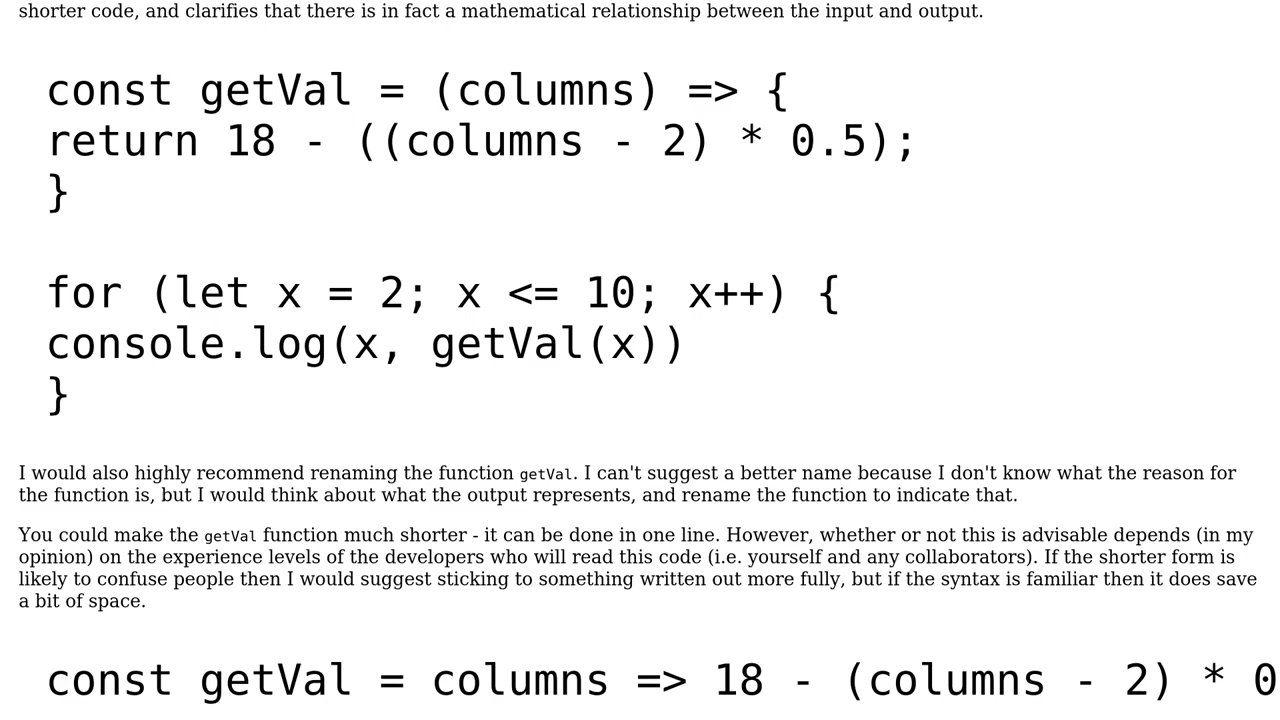 shorter code, and clarifies that there is in fact a mathematical relationship between the input and output.
const getVal = (columns) => {
return 18 - ((columns - 2) * 0.5);
}
for (let x = 2; x <= 10; x++) {
console.log(x, getVal(x))
}
I would also highly recommend renaming the function getVal. I can't suggest a better name because I don't know what the reason for
the function is, but I would think about what the output represents, and rename the function to indicate that.
You could make the getVal function much shorter - it can be done in one line. However, whether or not this is advisable depends (in my
opinion) on the experience levels of the developers who will read this code (i.e. yourself and any collaborators). If the shorter form is
likely to confuse people then I would suggest sticking to something written out more fully, but if the syntax is familiar then it does save
a bit of space.
const getVal = columns => 18 - (columns - 2) * 0